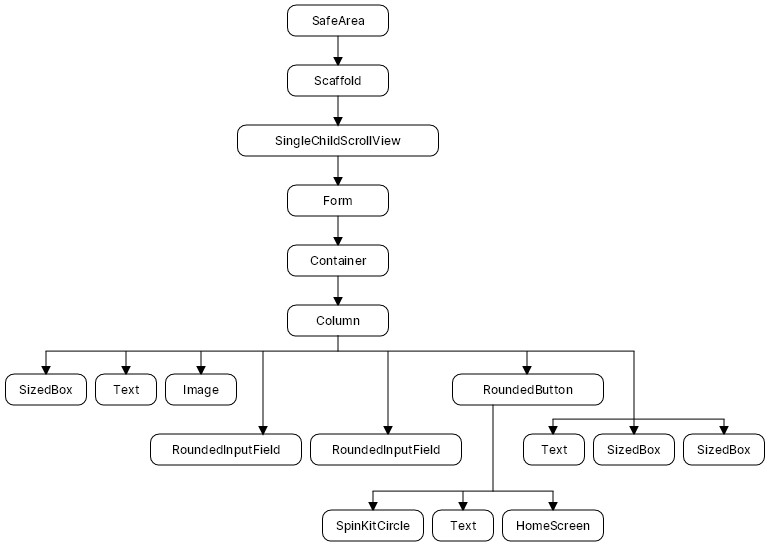 SafeArea
Scaffold
SingleChildScrollView
Form
Container
Column
SizedBox
Text
Image
RoundedButton
RoundedInputField
RoundedInputField
Text
SizedBox
SizedBox
SpinKitCircle
Text
HomeScreen